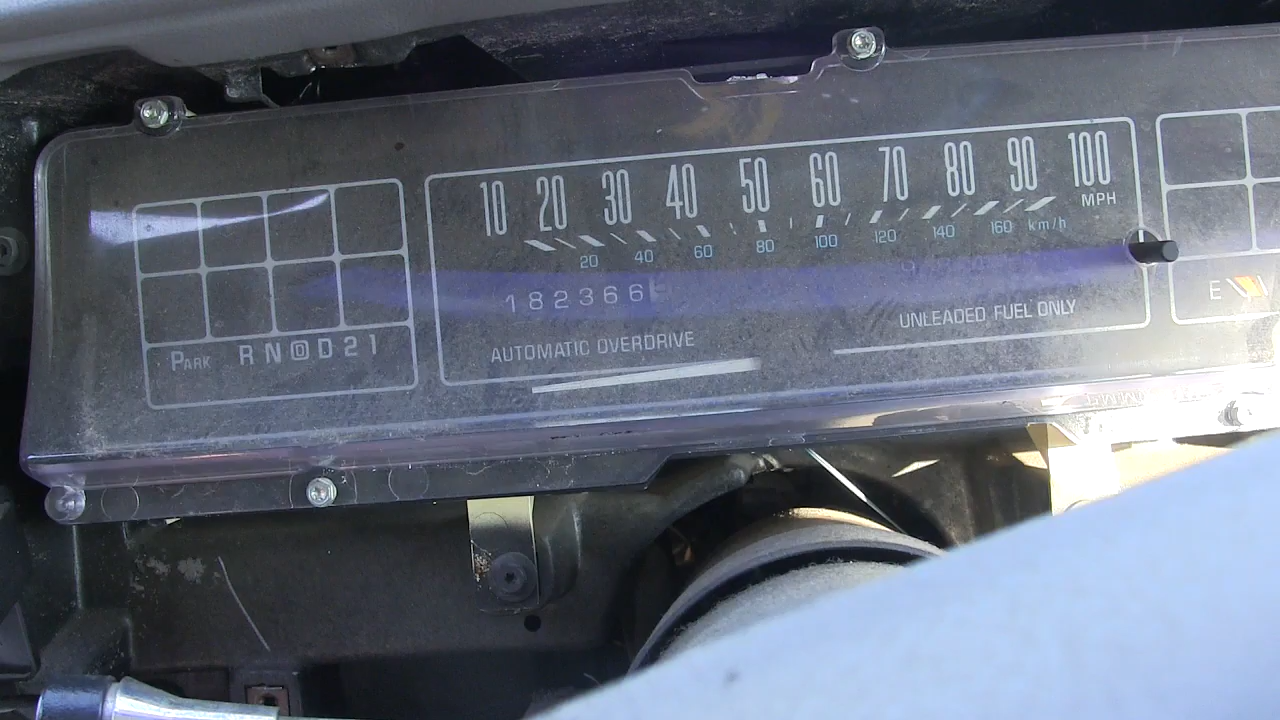 10 20 30 40 50 60 70 80 90 100
MPH
20 40 60 80 100 120 140 160 km/h
182366
E
UNLEADED FUEL ONLY
AUTOMATIC OVERDRIVE
PARK R N D D 2 1